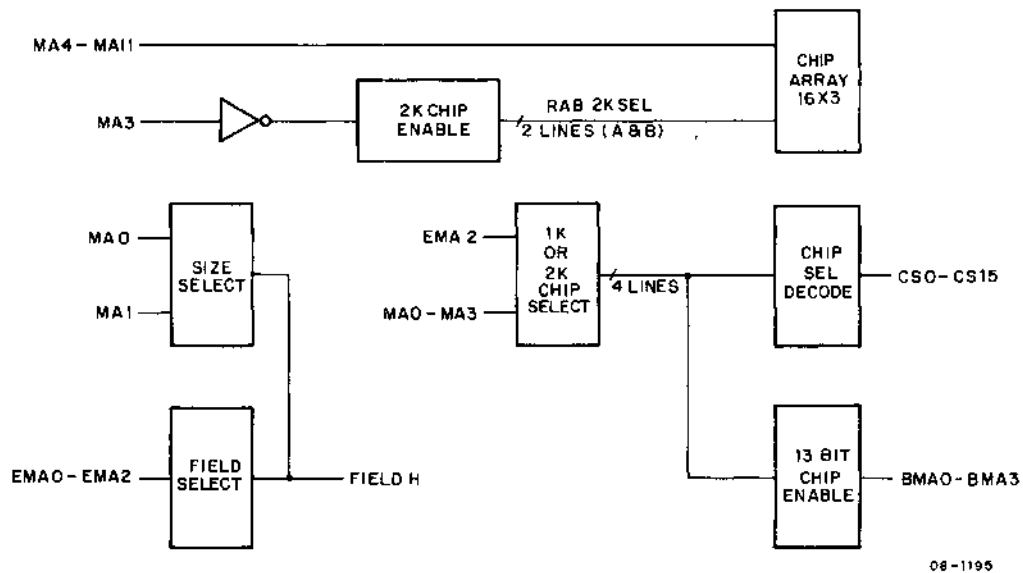 MA4-MA11
CHIP
ARRAY
16X3
MA3
2K CHIP
ENABLE
RAB 2K SEL
2 LINES (A & B)
MA0
MA1
SIZE
SELECT
EMA 2
MA0-MA3
1K
OR
2K
CHIP
SELECT
4 LINES
CHIP
SEL
DECODE
CS0-CS15
EMA0-EMA2
FIELD
SELECT
FIELD H
13 BIT
CHIP
ENABLE
BMA0-BMA3
08-1195